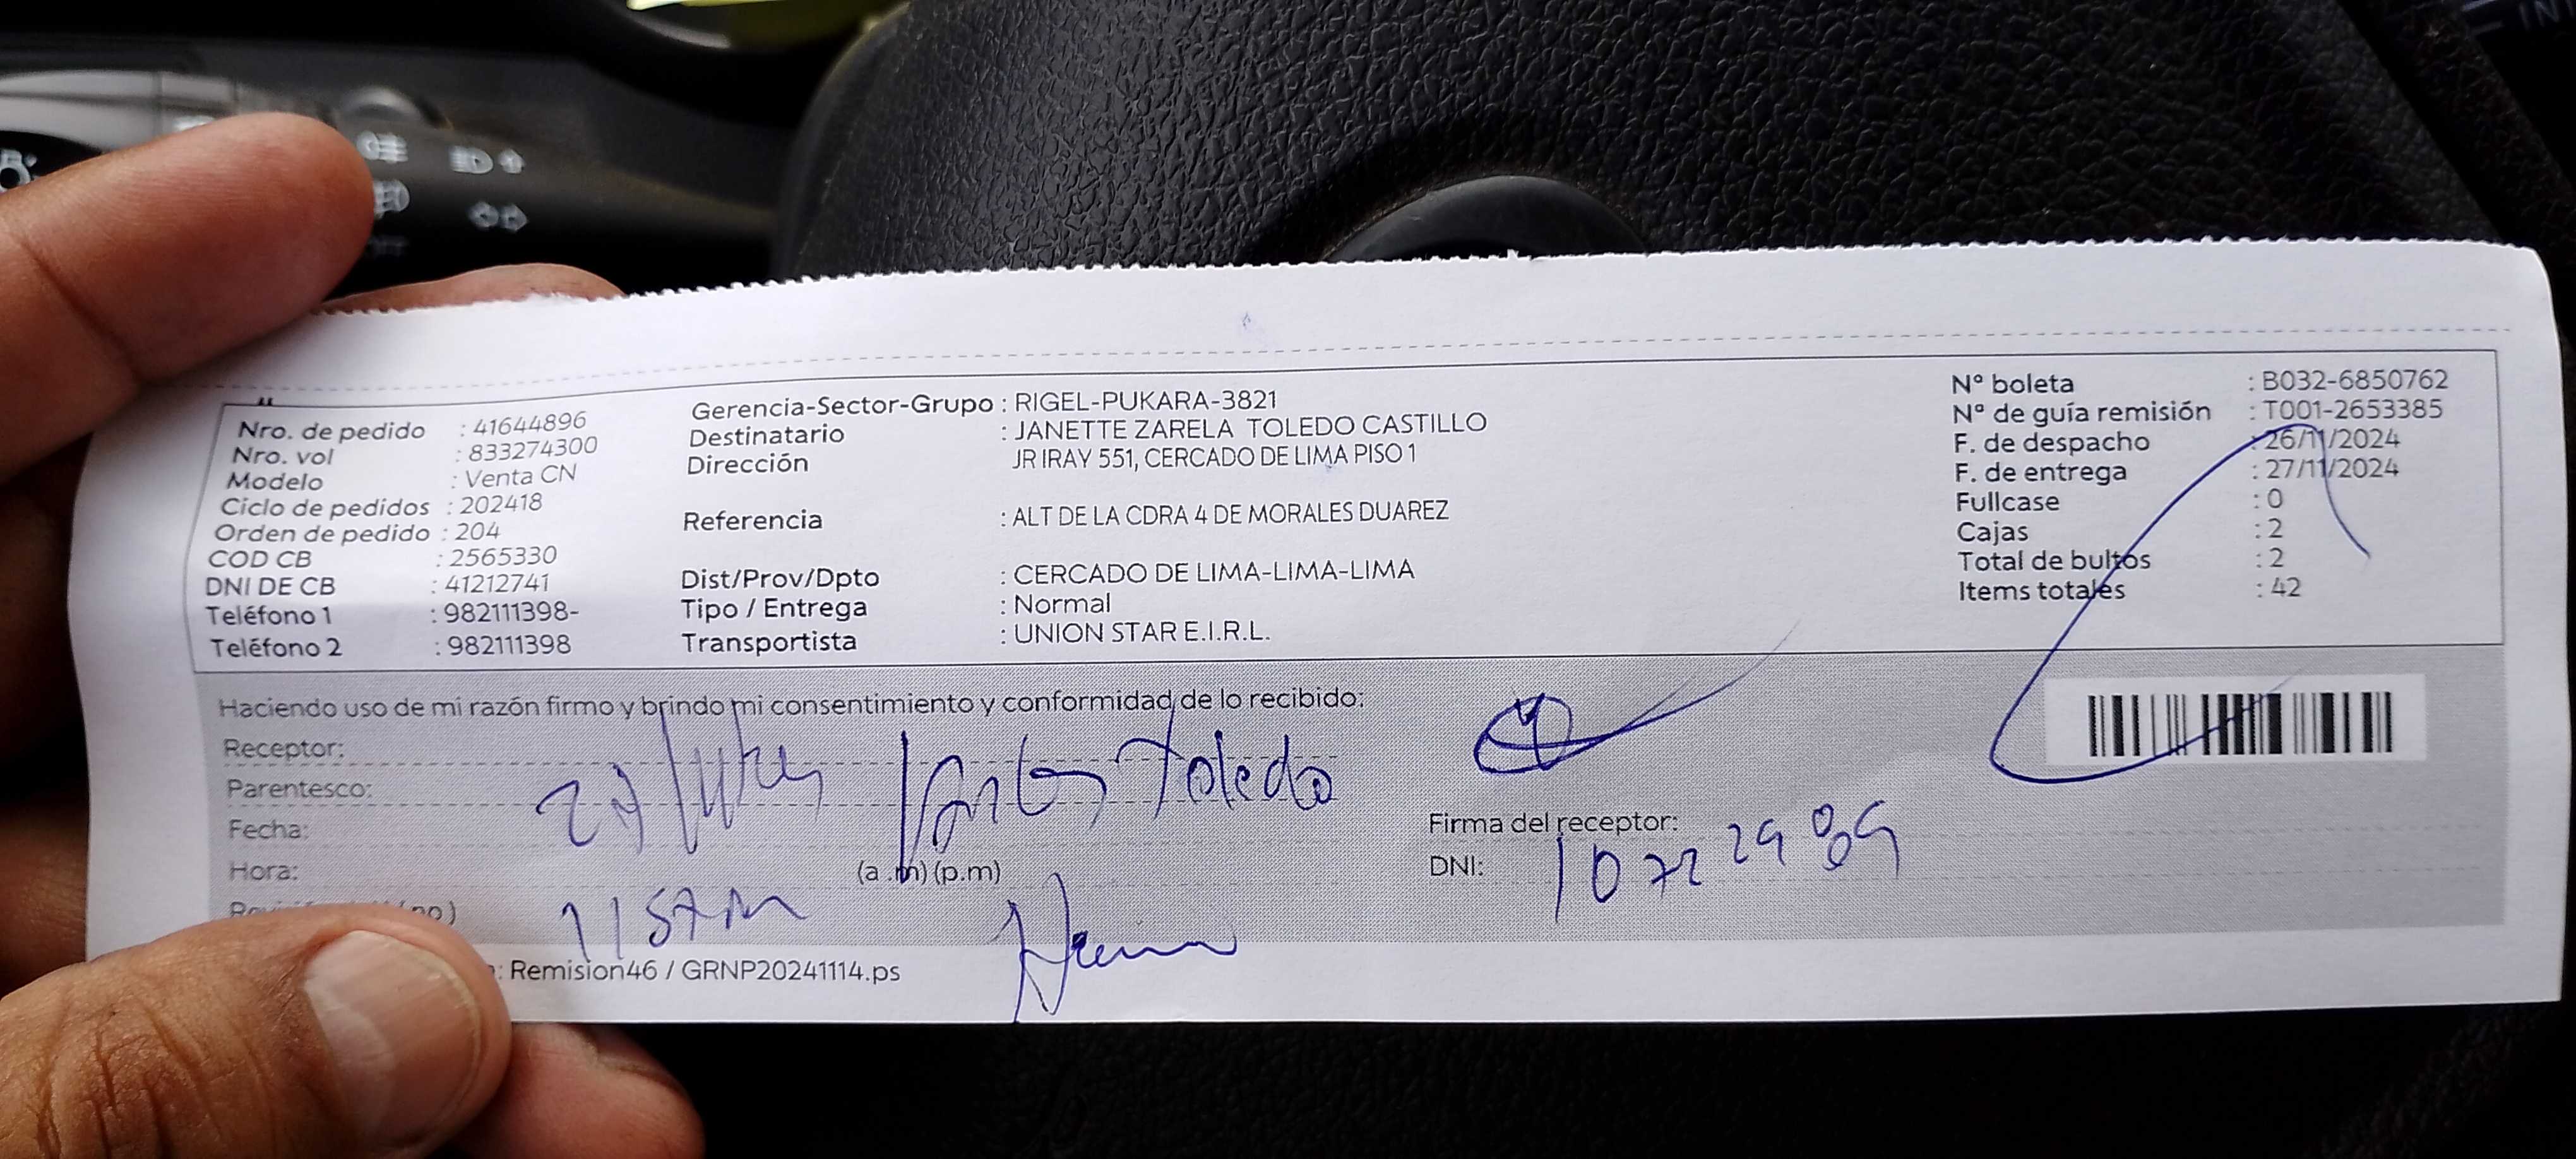 Nro. de pedido : 41644896
Nro. vol : 833274300
Modelo : Venta CN
Ciclo de pedidos : 202418
Orden de pedido : 204
COD CB : 2565330
DNI DE CB : 41212741
Teléfono 1 : 982111398-
Teléfono 2 : 982111398
Gerencia-Sector-Grupo : RIGEL-PUKARA-3821
Destinatario : JANETTE ZARELA TOLEDO CASTILLO
Dirección JR IRAY 551, CERCADO DE LIMA PISO 1
Referencia : ALT DE LA CDRA 4 DE MORALES DUAREZ
Dist/Prov/Dpto : CERCADO DE LIMA-LIMA-LIMA
Tipo / Entrega : Normal
Transportista : UNION STAR E.I.R.L.
Nº boleta : B032-6850762
Nº de guía remisión : T001-2653385
F. de despacho : 26/11/2024
F. de entrega : 27/11/2024
Fullcase : 0
Cajas : 2
Total de bultos : 2
Items totales : 42
Haciendo uso de mi razón firmo y brindo mi consentimiento y conformidad de lo recibido:
Receptor:
Toledo
Parentesco:
Fecha:
Hora: (a.m) (p.m)
Firma del receptor:
DNI: 10722989
: Remision46 / GRNP20241114.ps